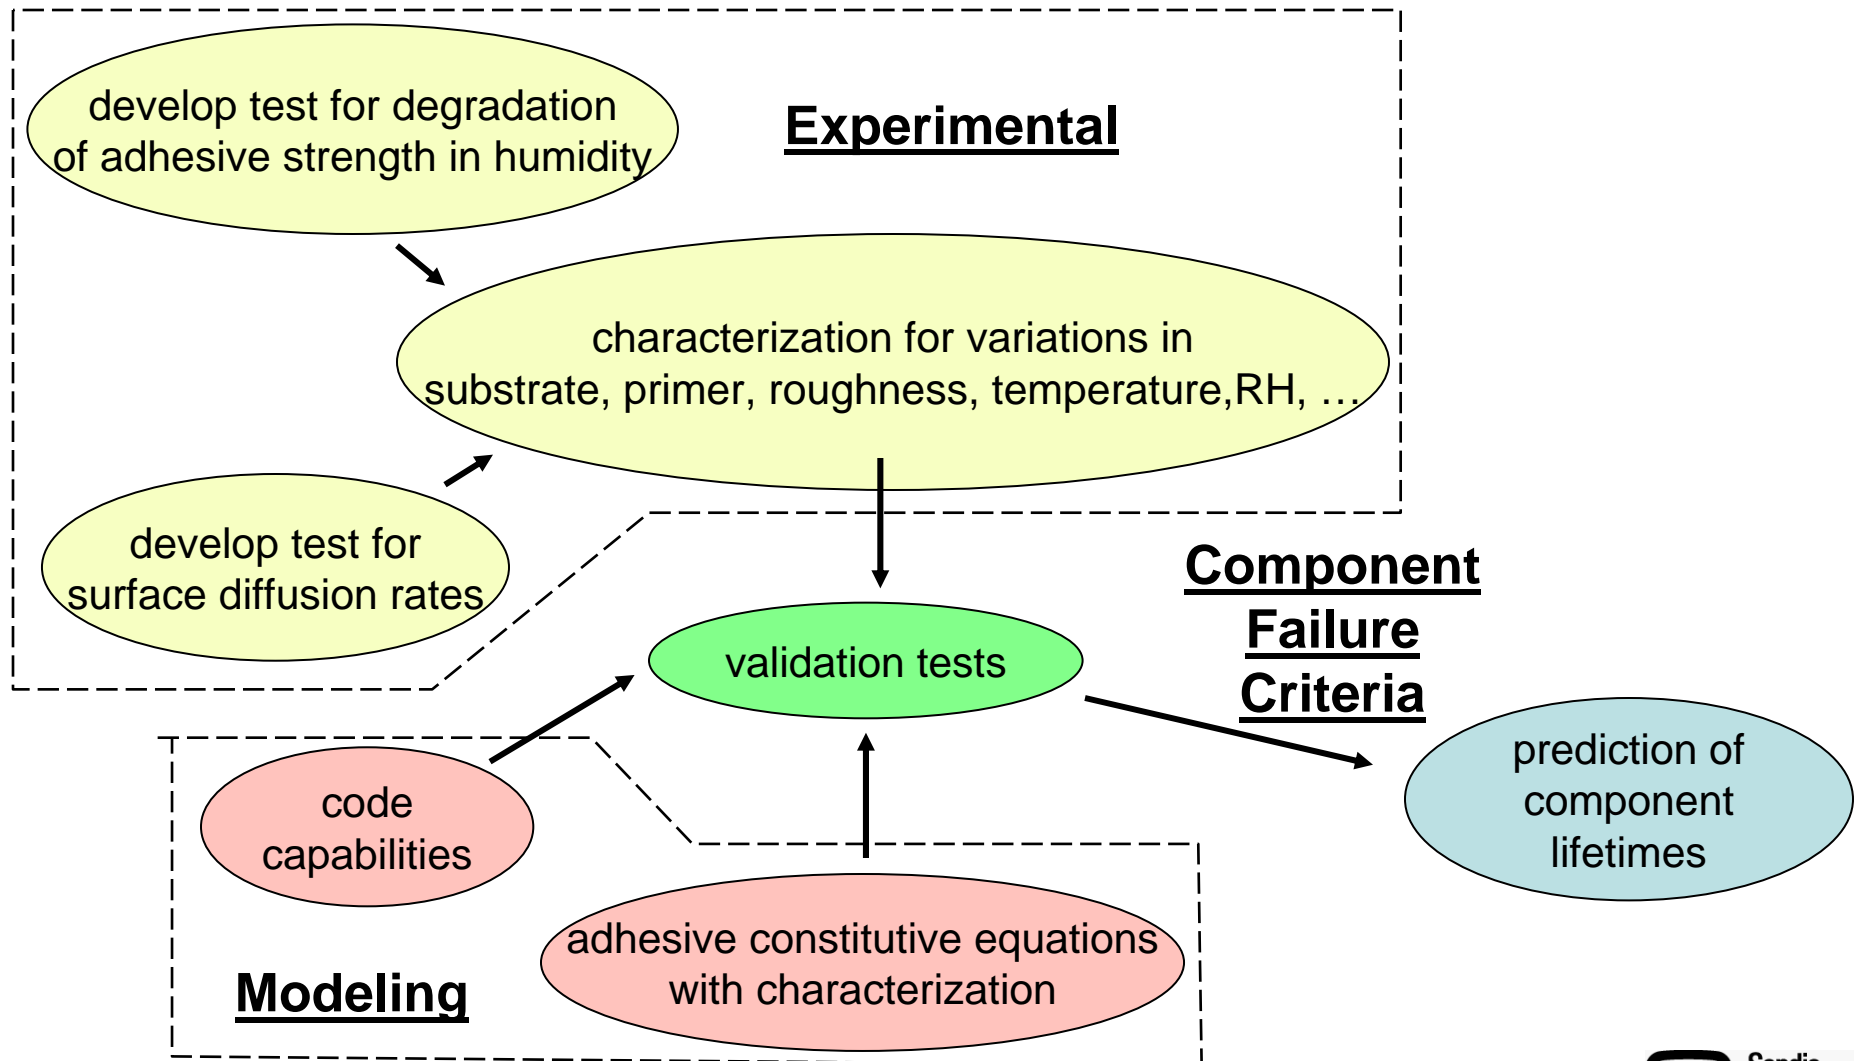 develop test for degradation
of adhesive strength in humidity
Experimental
characterization for variations in
substrate, primer, roughness, temperature,RH, …
develop test for
surface diffusion rates
Component
Failure
Criteria
validation tests
prediction of
component
lifetimes
code
capabilities
adhesive constitutive equations
with characterization
Modeling